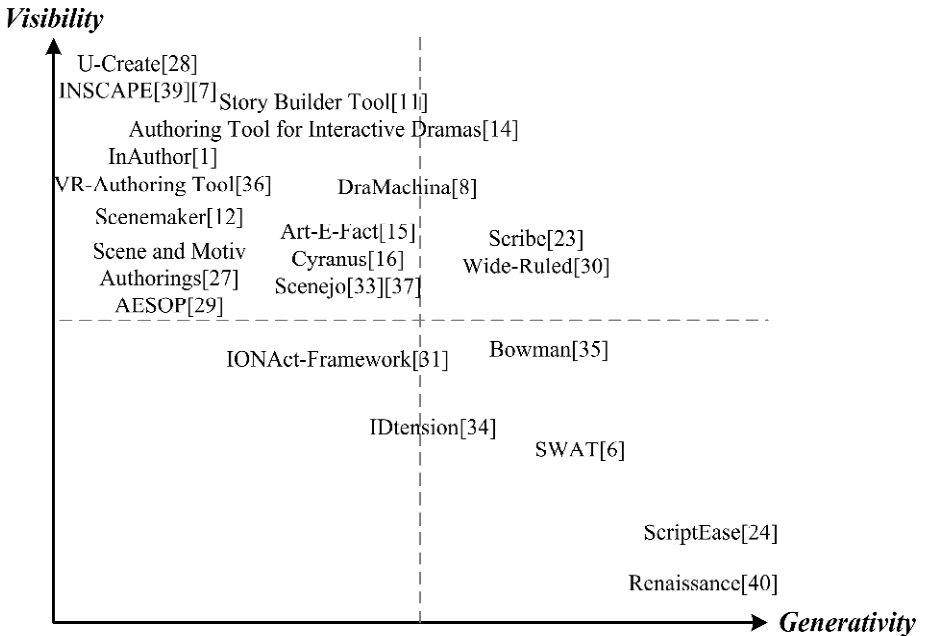 Visibility
U-Create[28]
INSCAPE[39][7]
Story Builder Tool[11]
Authoring Tool for Interactive Dramas[14]
InAuthor[1]
VR-Authoring Tool[36]
DraMachina[8]
Scenemaker[12]
Art-E-Fact[15]
Scribe[23]
Scene and Motiv
Cyranus[16]
Wide-Ruled[30]
Authorings[27]
Scenejo[33][37]
AESOP[29]
IONAct-Framework[31]
Bowman[35]
IDtension[34]
SWAT[6]
ScriptEase[24]
Renaissance[40]
Generativity